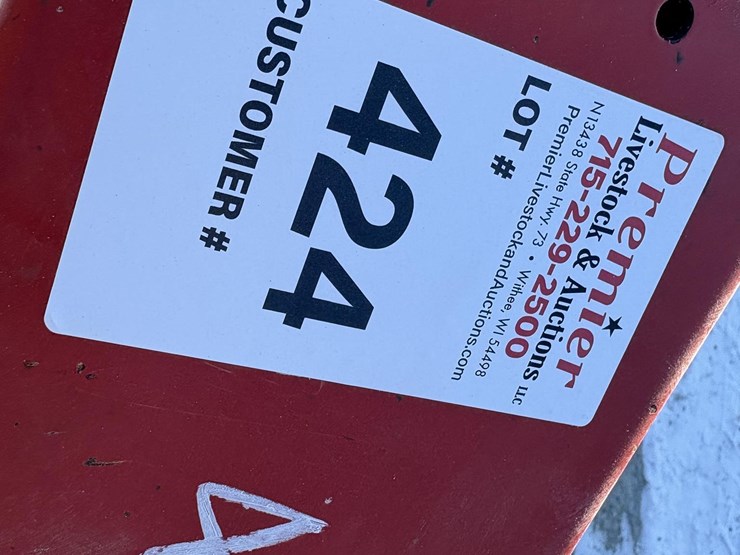 Premier
Livestock & Auctions LLC
715-229-2500
N13438 State Hwy. 73 • Withee, WI 54498
PremierLivestockandAuctions.com
LOT #
424
CUSTOMER #